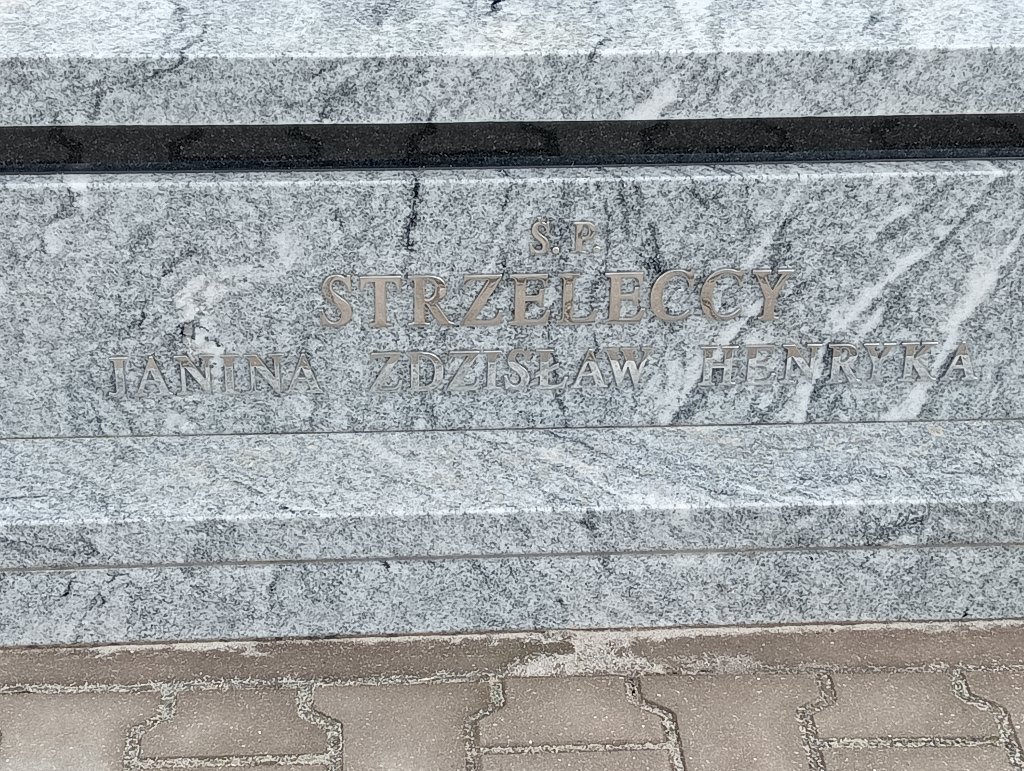 Ś.P.
STRZELECCY
JANINA ZDZISŁAW HENRYKA